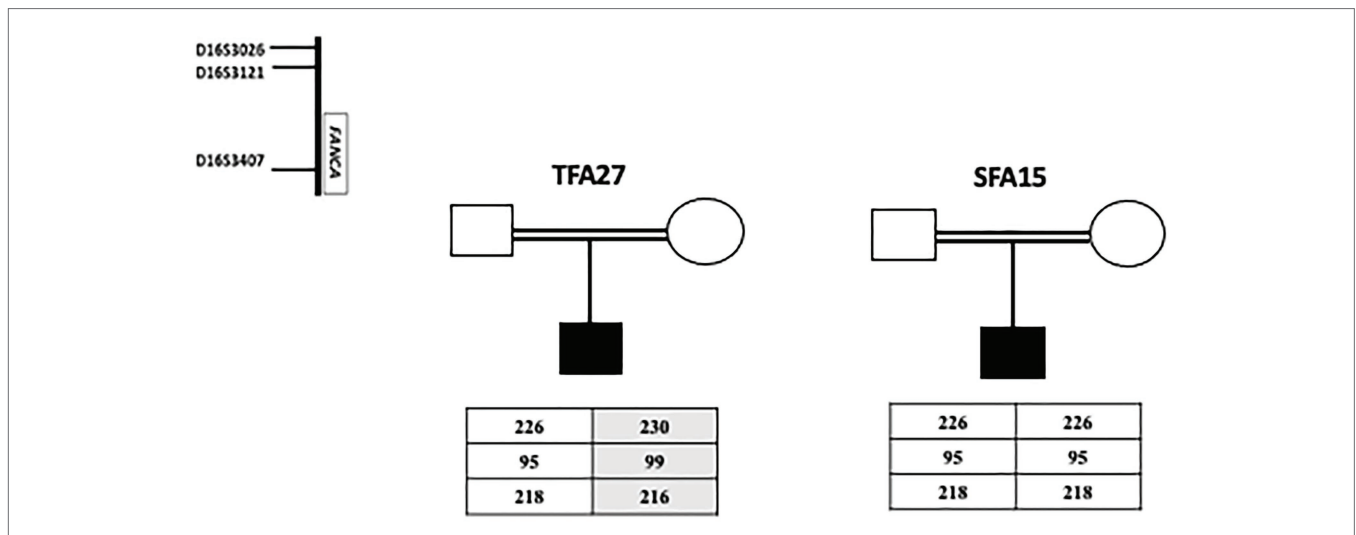 D16S3026
D16S3121
D16S3407
FANCA
TFA27
SFA15
226 230
95 99
218 216
226 226
95 95
218 218